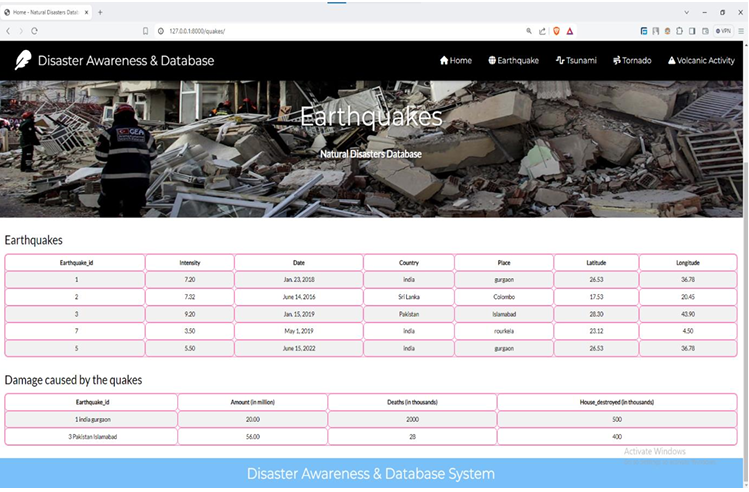 Home - Natural Disasters Datab
127.0.0.1:8000/quakes/
VPN
Disaster Awareness & Database
Home Earthquake Tsunami Tornado Volcanic Activity
Earthquakes
Natural Disasters Database
Earthquakes
Earthquake_id Intensity Date Country Place Latitude Longitude
1 7.20 Jan. 23, 2018 india gurgaon 26.53 36.78
2 7.32 June 14, 2016 Sri Lanka Colombo 17.53 20.45
3 9.20 Jan. 15, 2019 Pakistan Islamabad 28.30 43.90
7 3.50 May 1, 2019 india rourkela 23.12 4.50
5 5.50 June 15, 2022 india gurgaon 26.53 36.78
Damage caused by the quakes
Earthquake_id Amount (in million) Deaths (in thousands) House_destroyed (in thousands)
1 india gurgaon 20.00 2000 500
3 Pakistan Islamabad 56.00 28 400
Activate Windows
Disaster Awareness & Database System